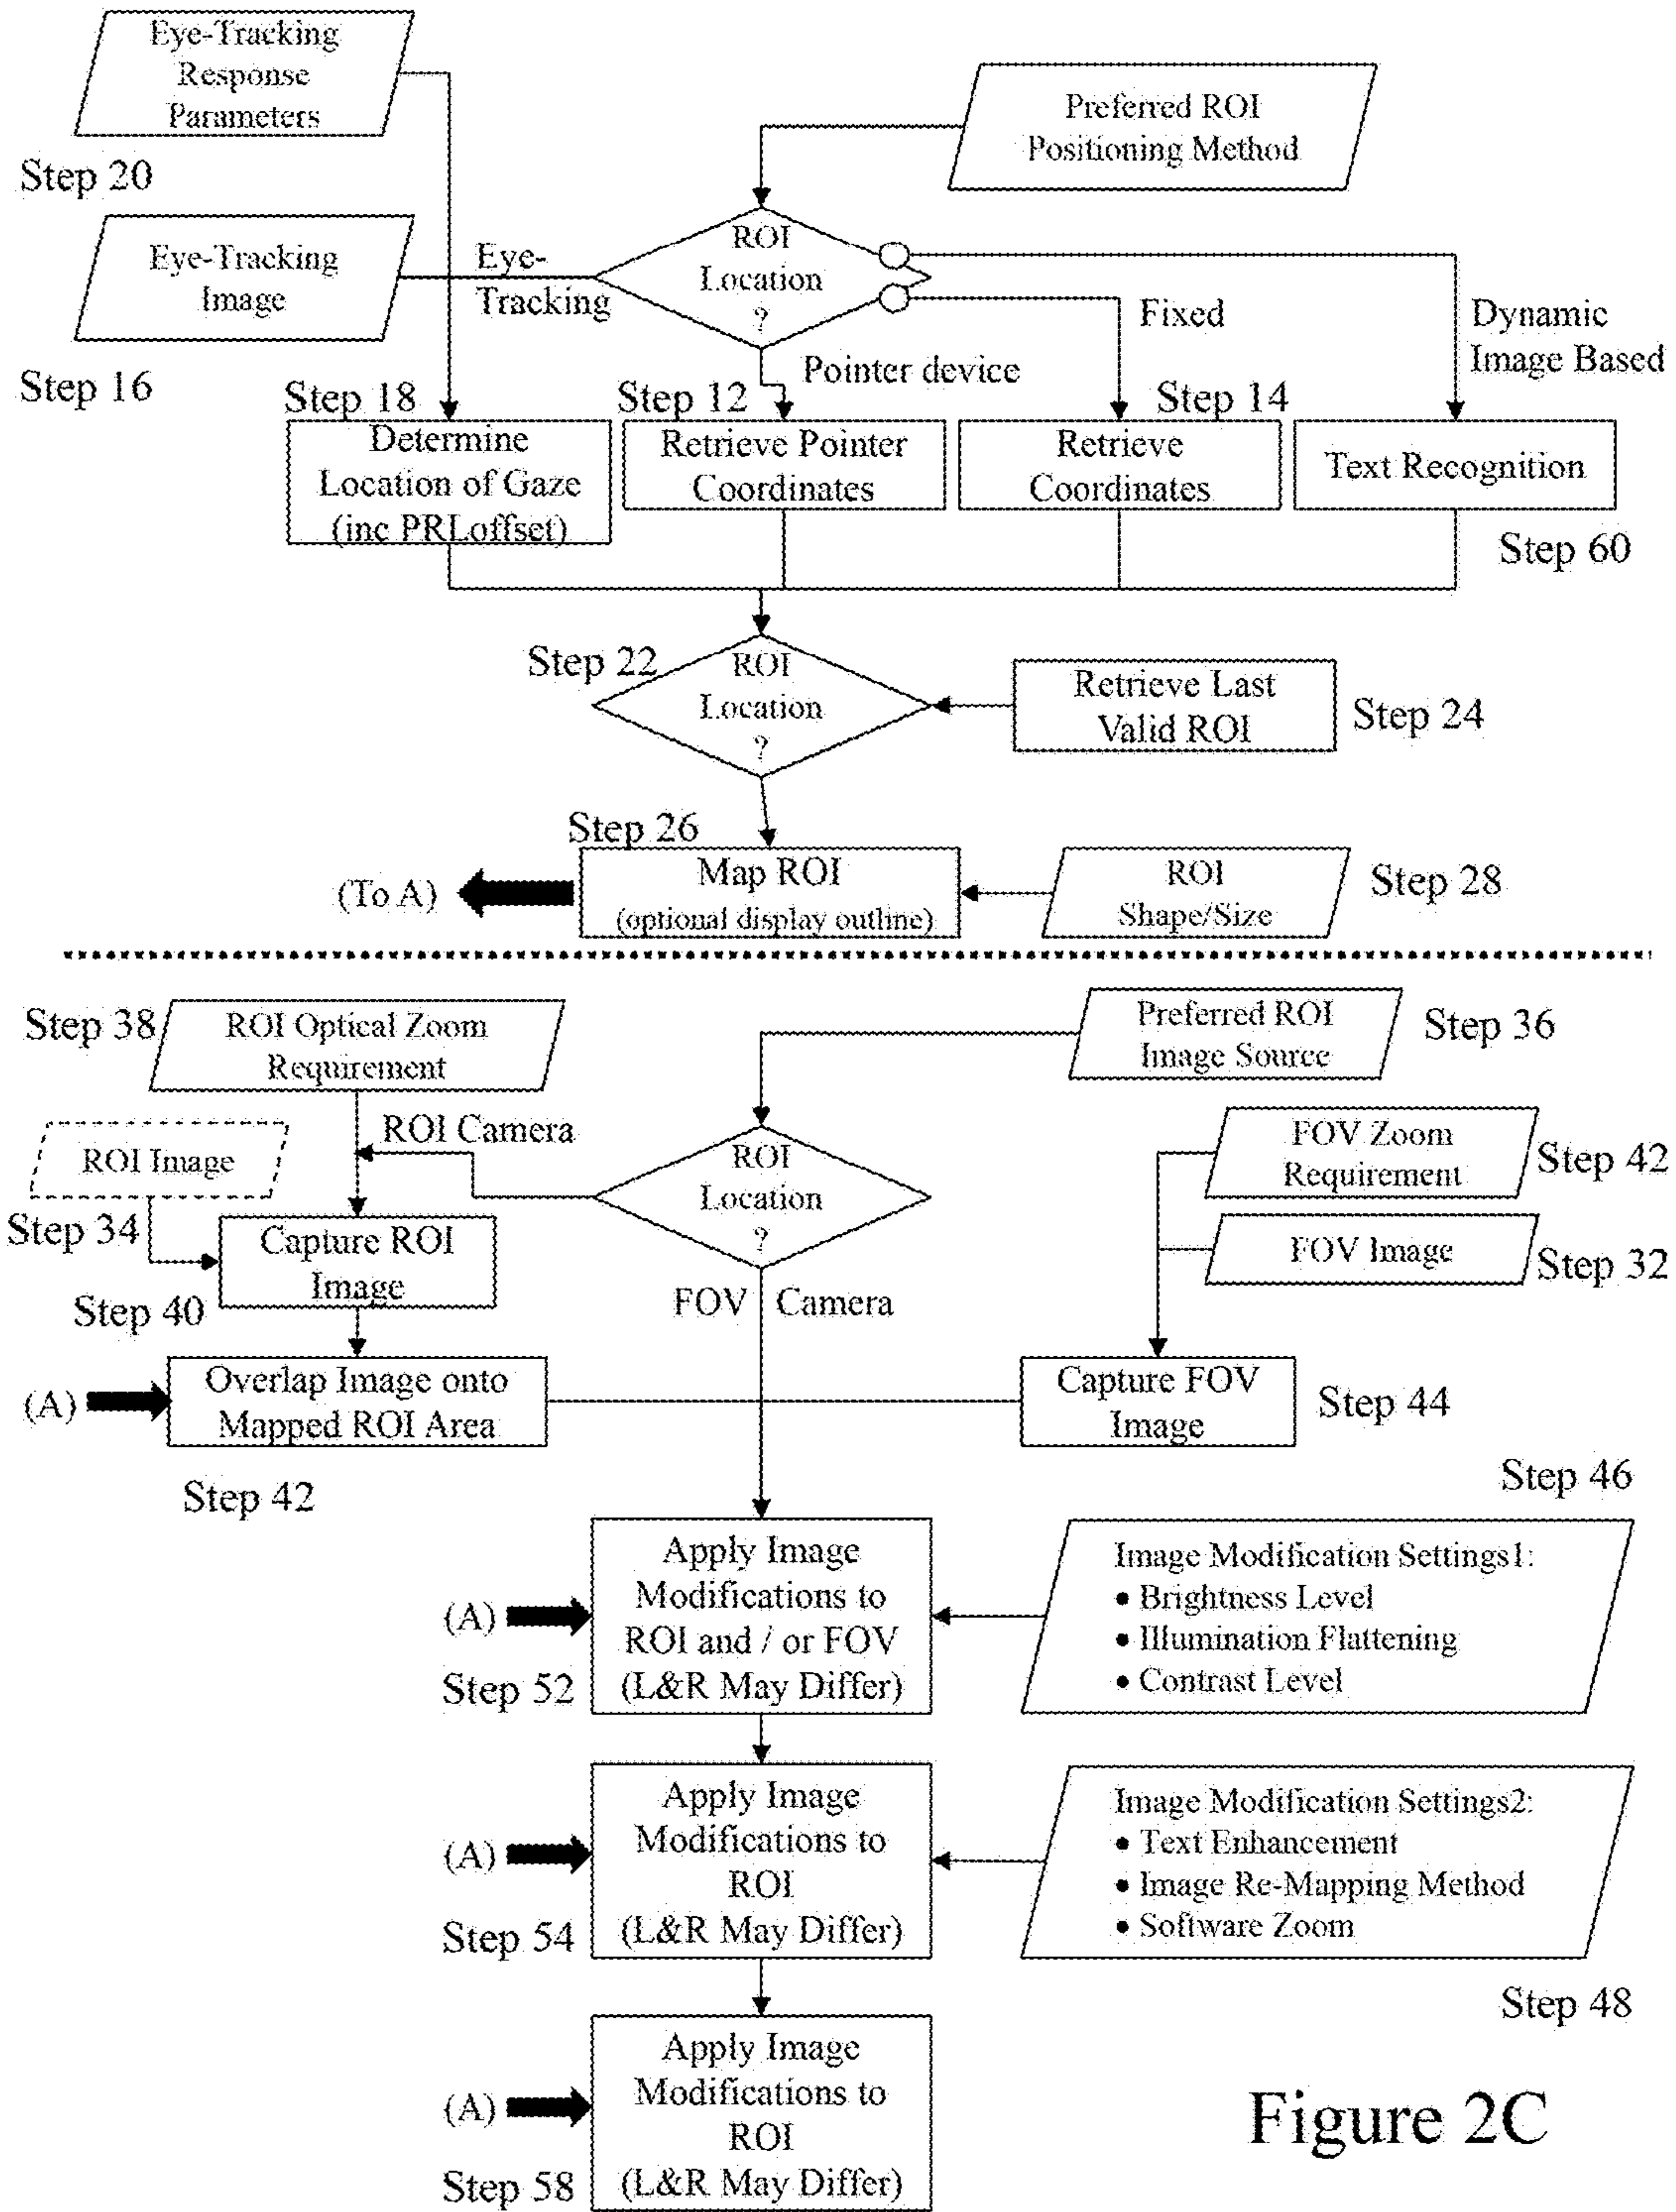 Eye-Tracking
Response
Parameters
Step 20
Preferred ROI
Positioning Method
Eye-Tracking
Image
Step 16
Eye-
Tracking
ROI
Location
?
Fixed
Dynamic
Image Based
Pointer device
Step 18
Determine
Location of Gaze
(inc PRLoffset)
Step 12
Retrieve Pointer
Coordinates
Step 14
Retrieve
Coordinates
Text Recognition
Step 60
Step 22
ROI
Location
?
Retrieve Last
Valid ROI
Step 24
Step 26
(To A)
Map ROI
(optional display outline)
ROI
Shape/Size
Step 28
Step 38
ROI Optical Zoom
Requirement
Preferred ROI
Image Source
Step 36
ROI Camera
ROI Image
Step 34
Capture ROI
Image
Step 40
ROI
Location
?
FOV Zoom
Requirement
Step 42
FOV Image
Step 32
FOV Camera
(A)
Overlap Image onto
Mapped ROI Area
Step 42
Capture FOV
Image
Step 44
Step 46
(A)
Apply Image
Modifications to
ROI and / or FOV
(L&R May Differ)
Step 52
Image Modification Settings1:
• Brightness Level
• Illumination Flattening
• Contrast Level
(A)
Apply Image
Modifications to
ROI
(L&R May Differ)
Step 54
Image Modification Settings2:
• Text Enhancement
• Image Re-Mapping Method
• Software Zoom
Step 48
(A)
Apply Image
Modifications to
ROI
(L&R May Differ)
Step 58
Figure 2C